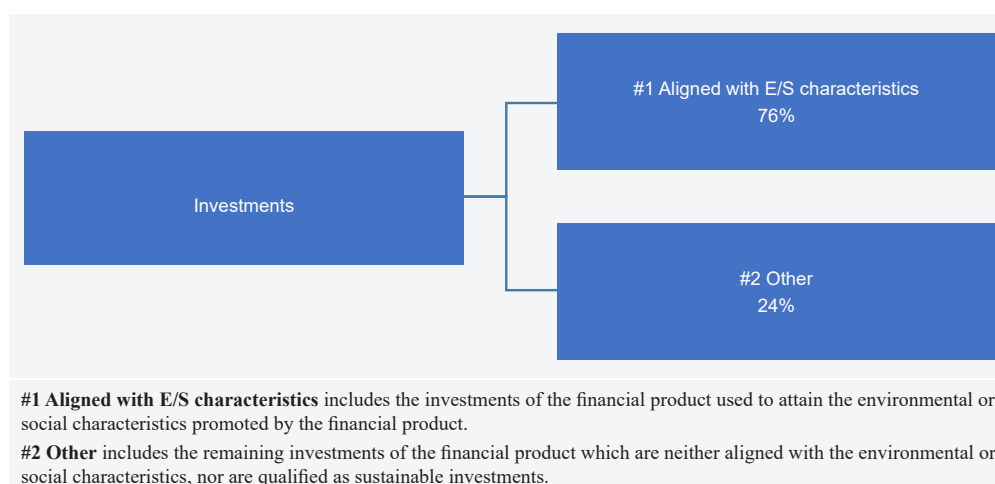 #1 Aligned with E/S characteristics
76%
Investments
#2 Other
24%
#1 Aligned with E/S characteristics includes the investments of the financial product used to attain the environmental or
social characteristics promoted by the financial product.
#2 Other includes the remaining investments of the financial product which are neither aligned with the environmental or
social characteristics, nor are qualified as sustainable investments.